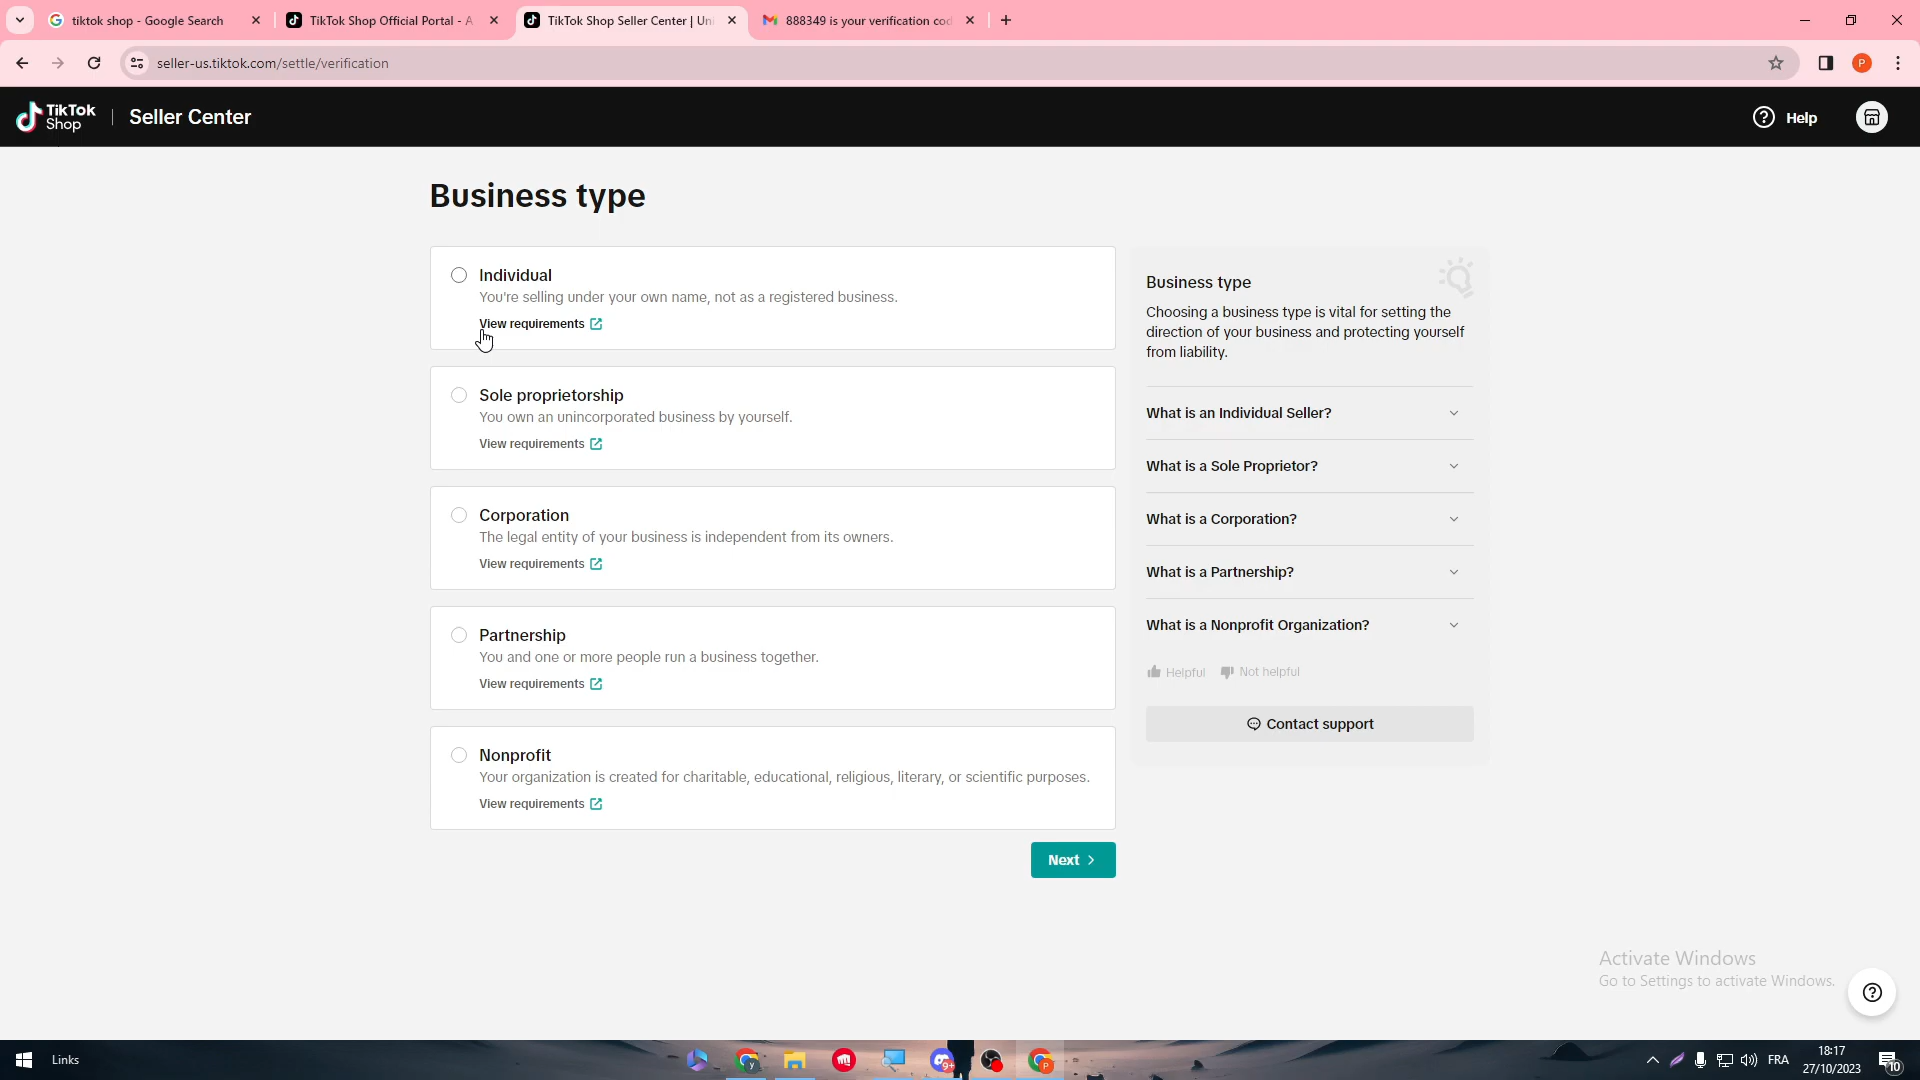 tiktok shop - Google Search
TikTok Shop Official Portal - A
TikTok Shop Seller Center | Uni
888349 is your verification cod
seller-us.tiktok.com/settle/verification
P
TikTok
Shop
Seller Center
Help
Business type
Individual
You're selling under your own name, not as a registered business.
View requirements
Sole proprietorship
You own an unincorporated business by yourself.
View requirements
Corporation
The legal entity of your business is independent from its owners.
View requirements
Partnership
You and one or more people run a business together.
View requirements
Nonprofit
Your organization is created for charitable, educational, religious, literary, or scientific purposes.
View requirements
Next
Business type
Choosing a business type is vital for setting the
direction of your business and protecting yourself
from liability.
What is an Individual Seller?
What is a Sole Proprietor?
What is a Corporation?
What is a Partnership?
What is a Nonprofit Organization?
Helpful Not helpful
Contact support
Activate Windows
Go to Settings to activate Windows.
Links
9+
FRA
18:17
27/10/2023
10